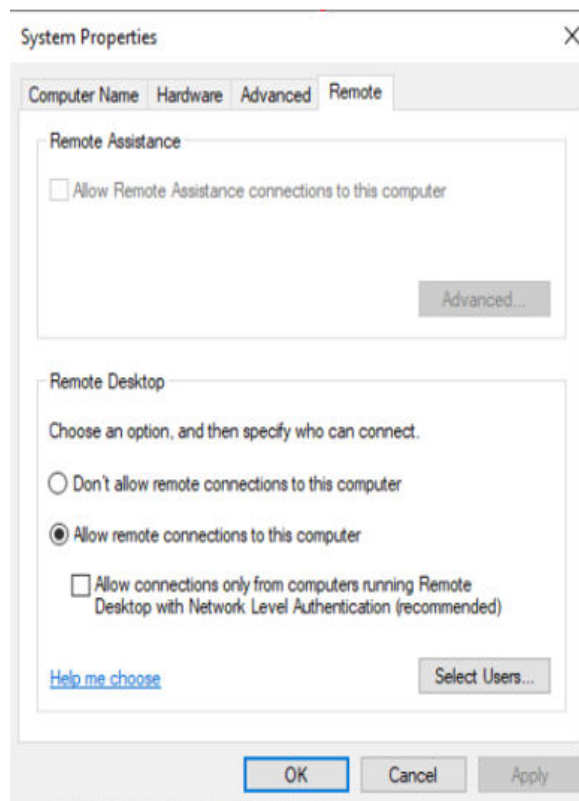 System Properties
Computer Name Hardware Advanced Remote
Remote Assistance
Allow Remote Assistance connections to this computer
Advanced...
Remote Desktop
Choose an option, and then specify who can connect.
Don't allow remote connections to this computer
Allow remote connections to this computer
Allow connections only from computers running Remote
Desktop with Network Level Authentication (recommended)
Help me choose Select Users...
OK Cancel Apply